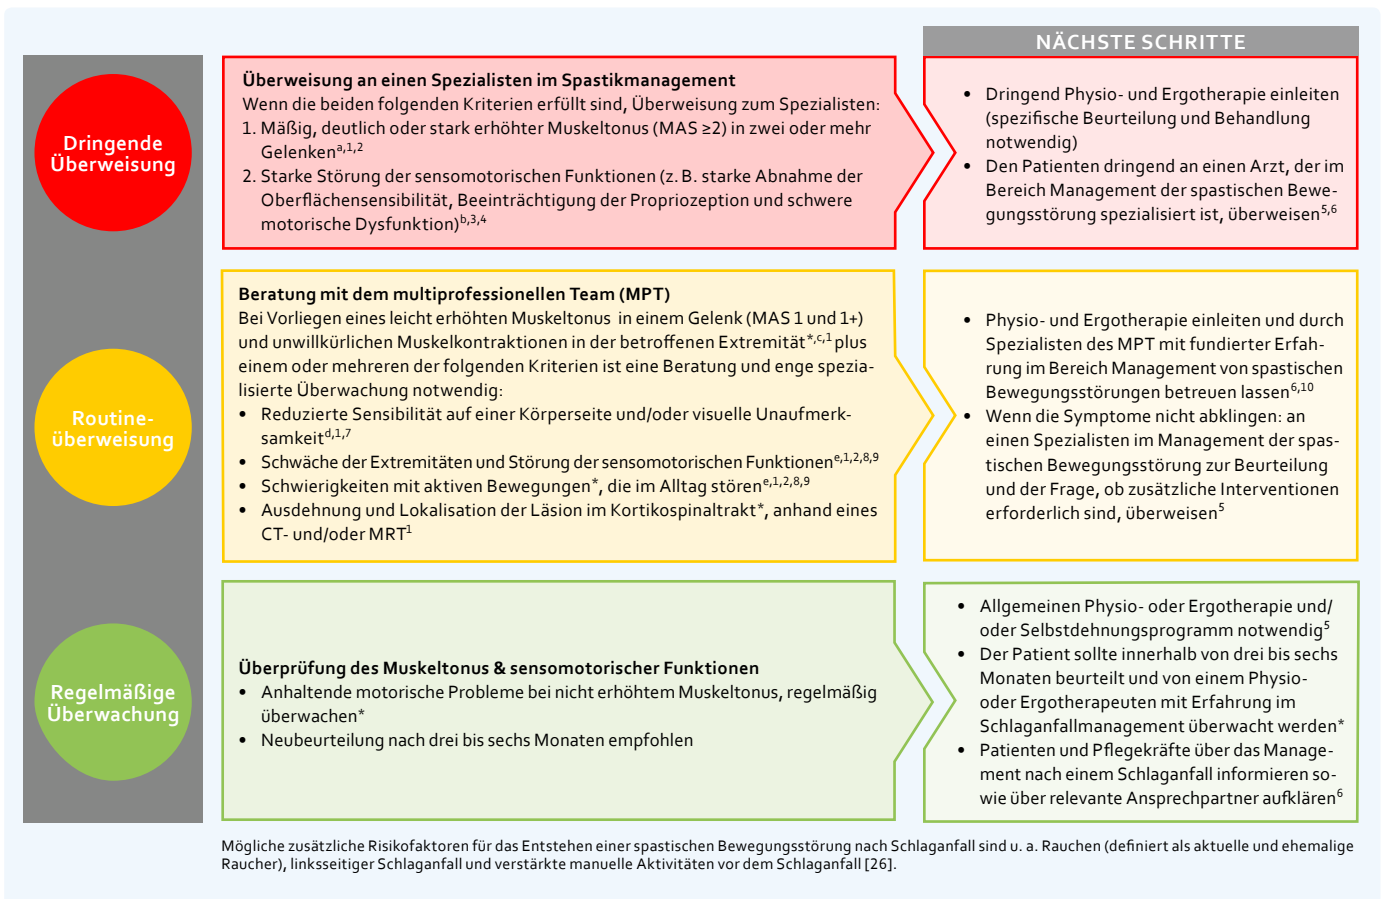 NÄCHSTE SCHRITTE
Dringende
Überweisung
Überweisung an einen Spezialisten im Spastikmanagement
Wenn die beiden folgenden Kriterien erfüllt sind, Überweisung zum Spezialisten:
1. Mäßig, deutlich oder stark erhöhter Muskeltonus (MAS ≥2) in zwei oder mehr
Gelenken^a,1,2
2. Starke Störung der sensomotorischen Funktionen (z. B. starke Abnahme der
Oberflächensensibilität, Beeinträchtigung der Propriozeption und schwere
motorische Dysfunktion)^b,3,4
• Dringend Physio- und Ergotherapie einleiten
(spezifische Beurteilung und Behandlung
notwendig)
• Den Patienten dringend an einen Arzt, der im
Bereich Management der spastischen Bewe-
gungsstörung spezialisiert ist, überweisen^5,6
Routine-
überweisung
Beratung mit dem multiprofessionellen Team (MPT)
Bei Vorliegen eines leicht erhöhten Muskeltonus in einem Gelenk (MAS 1 und 1+)
und unwillkürlichen Muskelkontraktionen in der betroffenen Extremität*,c,1 plus
einem oder mehreren der folgenden Kriterien ist eine Beratung und enge spezia-
lisierte Überwachung notwendig:
• Reduzierte Sensibilität auf einer Körperseite und/oder visuelle Unaufmerk-
samkeit^d,1,7
• Schwäche der Extremitäten und Störung der sensomotorischen Funktionen^e,1,2,8,9
• Schwierigkeiten mit aktiven Bewegungen*, die im Alltag stören^e,1,2,8,9
• Ausdehnung und Lokalisation der Läsion im Kortikospinaltrakt*, anhand eines
CT- und/oder MRT^1
• Physio- und Ergotherapie einleiten und durch
Spezialisten des MPT mit fundierter Erfah-
rung im Bereich Management von spastischen
Bewegungsstörungen betreuen lassen^6,10
• Wenn die Symptome nicht abklingen: an
einen Spezialisten im Management der spas-
tischen Bewegungsstörung zur Beurteilung
und der Frage, ob zusätzliche Interventionen
erforderlich sind, überweisen^5
Regelmäßige
Überwachung
Überprüfung des Muskeltonus & sensomotorischer Funktionen
• Anhaltende motorische Probleme bei nicht erhöhtem Muskeltonus, regelmäßig
überwachen*
• Neubeurteilung nach drei bis sechs Monaten empfohlen
• Allgemeinen Physio- oder Ergotherapie und/
oder Selbstdehnungsprogramm notwendig^5
• Der Patient sollte innerhalb von drei bis sechs
Monaten beurteilt und von einem Physio-
oder Ergotherapeuten mit Erfahrung im
Schlaganfallmanagement überwacht werden*
• Patienten und Pflegekräfte über das Manage-
ment nach einem Schlaganfall informieren so-
wie über relevante Ansprechpartner aufklären^6
Mögliche zusätzliche Risikofaktoren für das Entstehen einer spastischen Bewegungsstörung nach Schlaganfall sind u. a. Rauchen (definiert als aktuelle und ehemalige
Raucher), linksseitiger Schlaganfall und verstärkte manuelle Aktivitäten vor dem Schlaganfall [26].